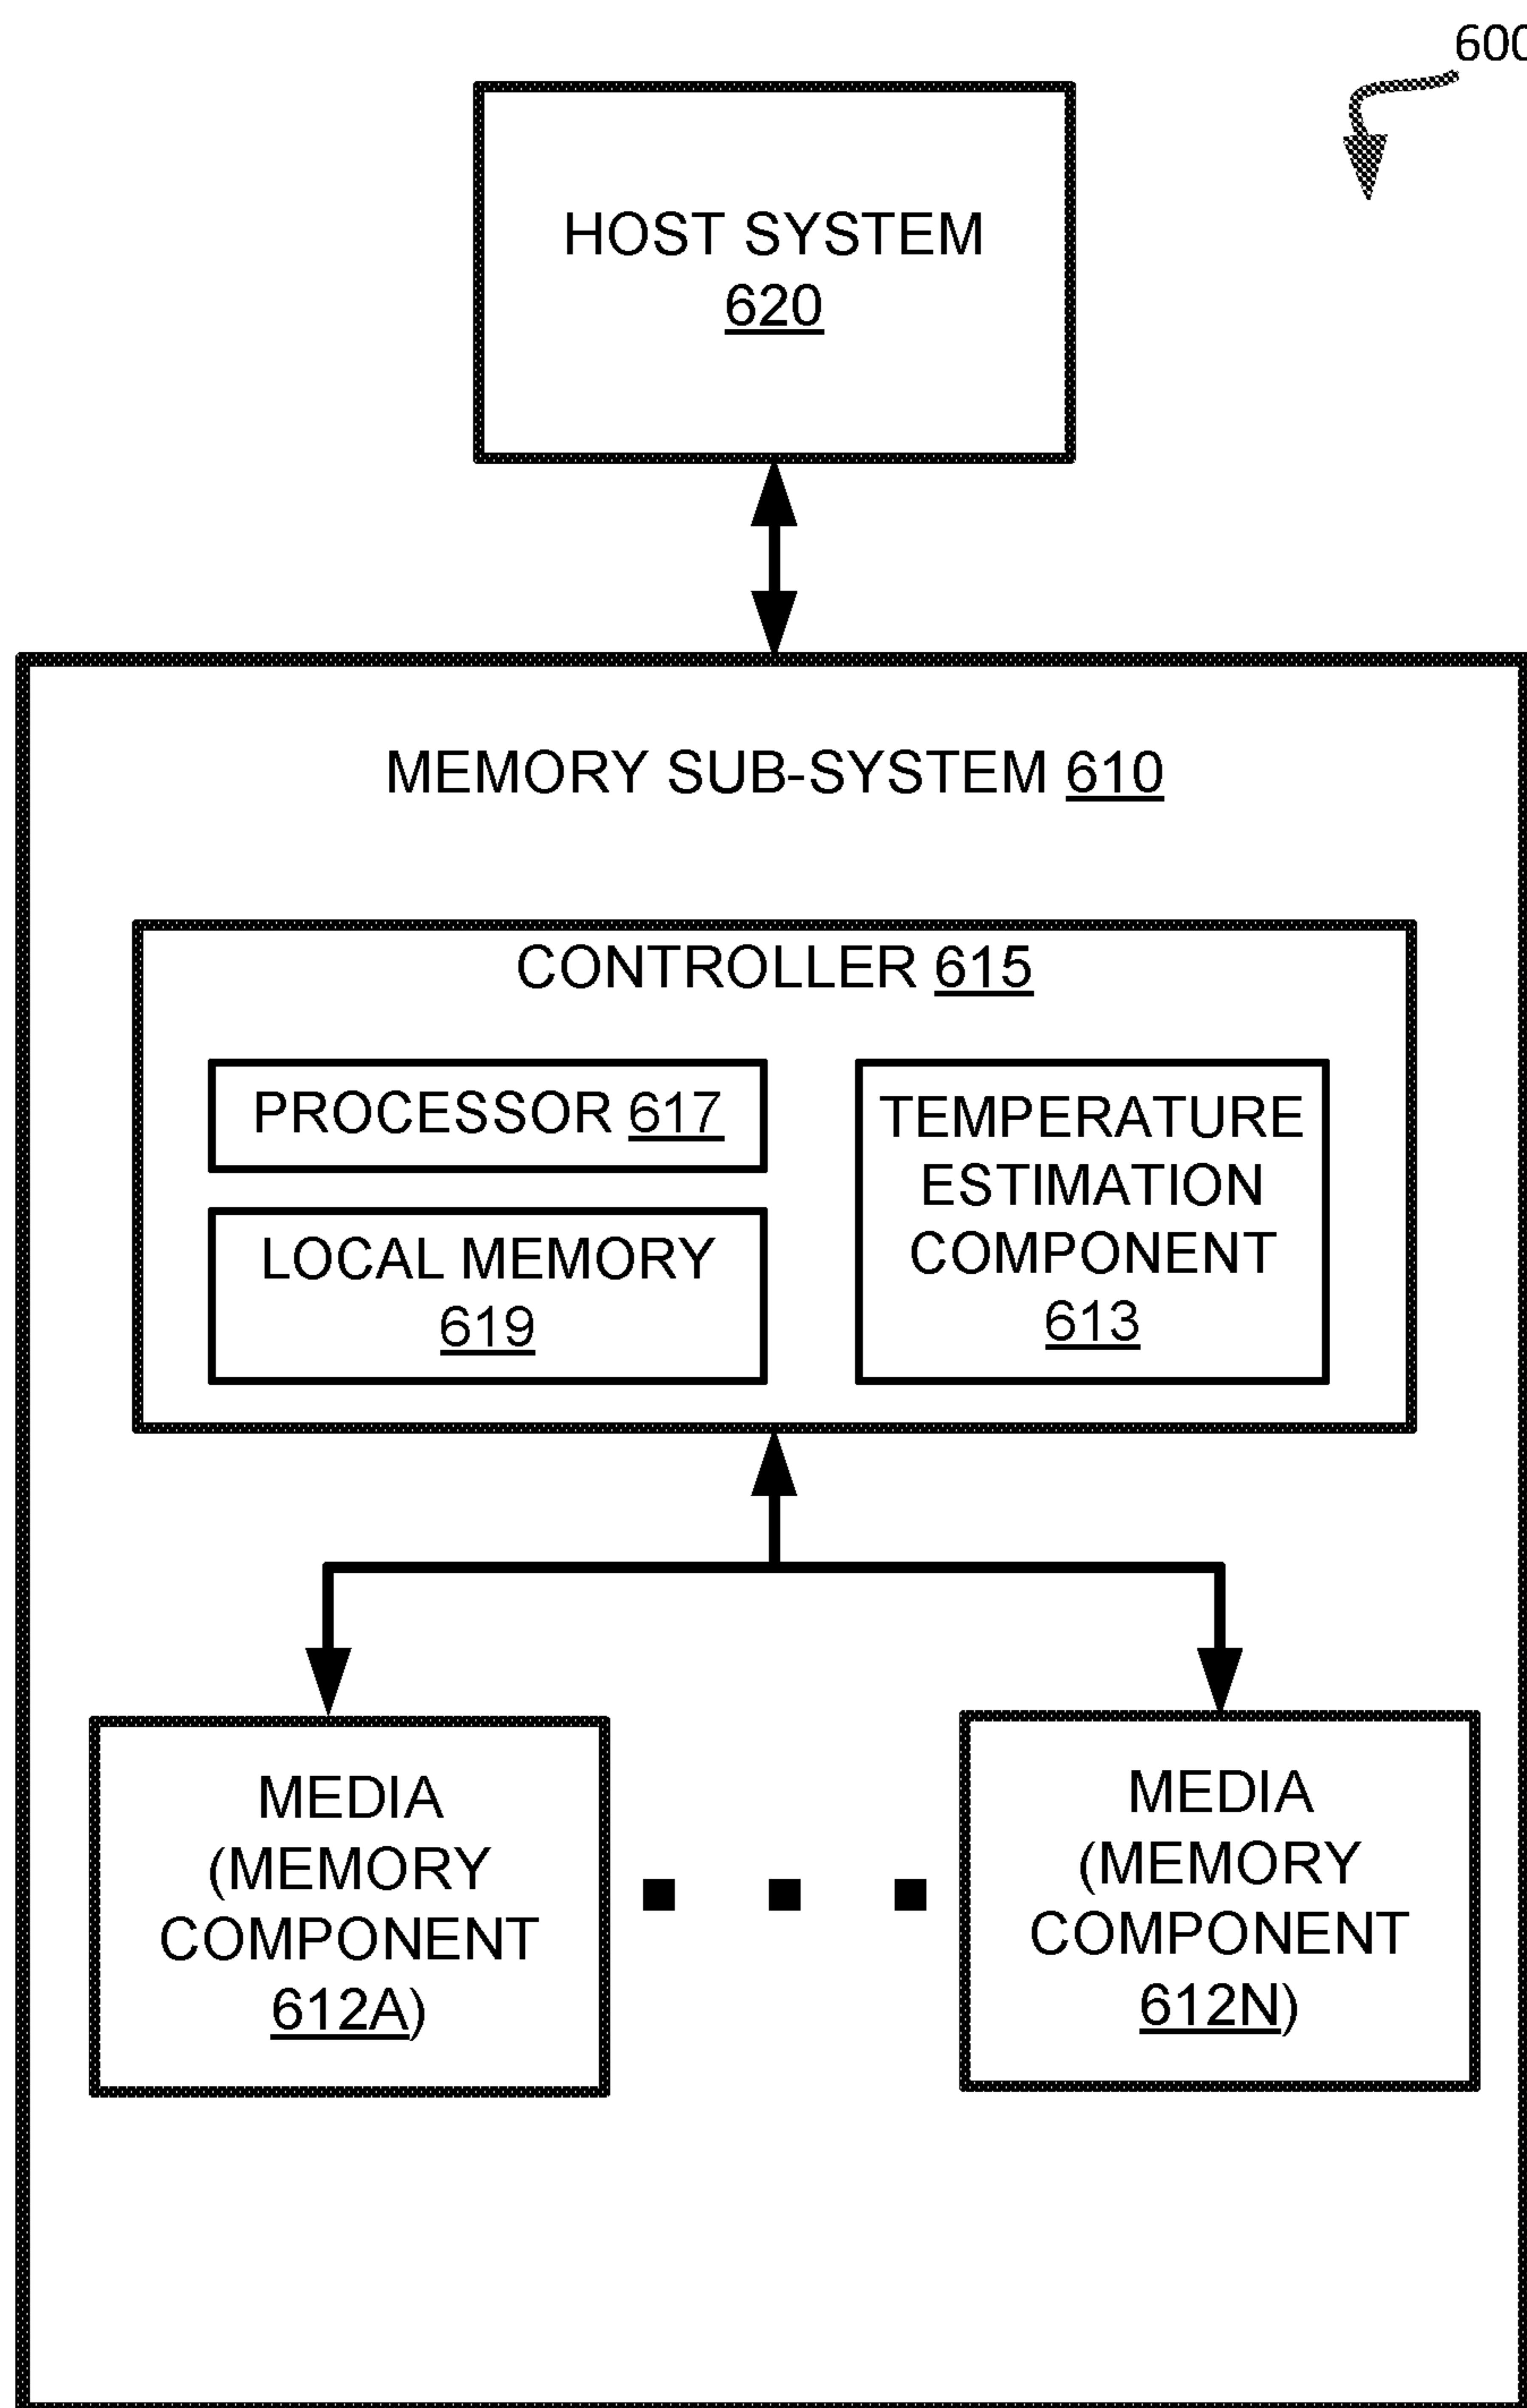 600
HOST SYSTEM
620
MEMORY SUB-SYSTEM 610
CONTROLLER 615
PROCESSOR 617
LOCAL MEMORY
619
TEMPERATURE
ESTIMATION
COMPONENT
613
MEDIA
(MEMORY
COMPONENT
612A)
MEDIA
(MEMORY
COMPONENT
612N)